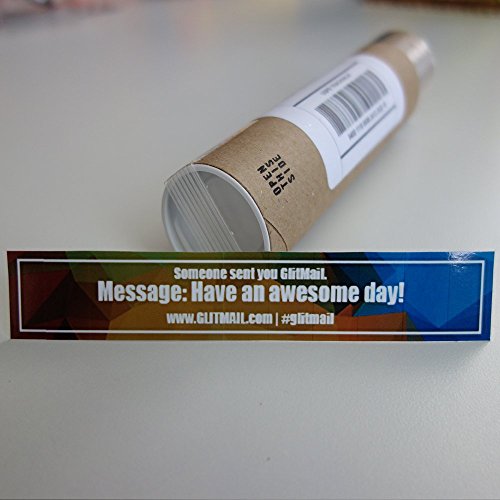 OPEN
THIS
SIDE
Someone sent you GlitMail.
Message: Have an awesome day!
www.GLITMAIL.com | #glitmail